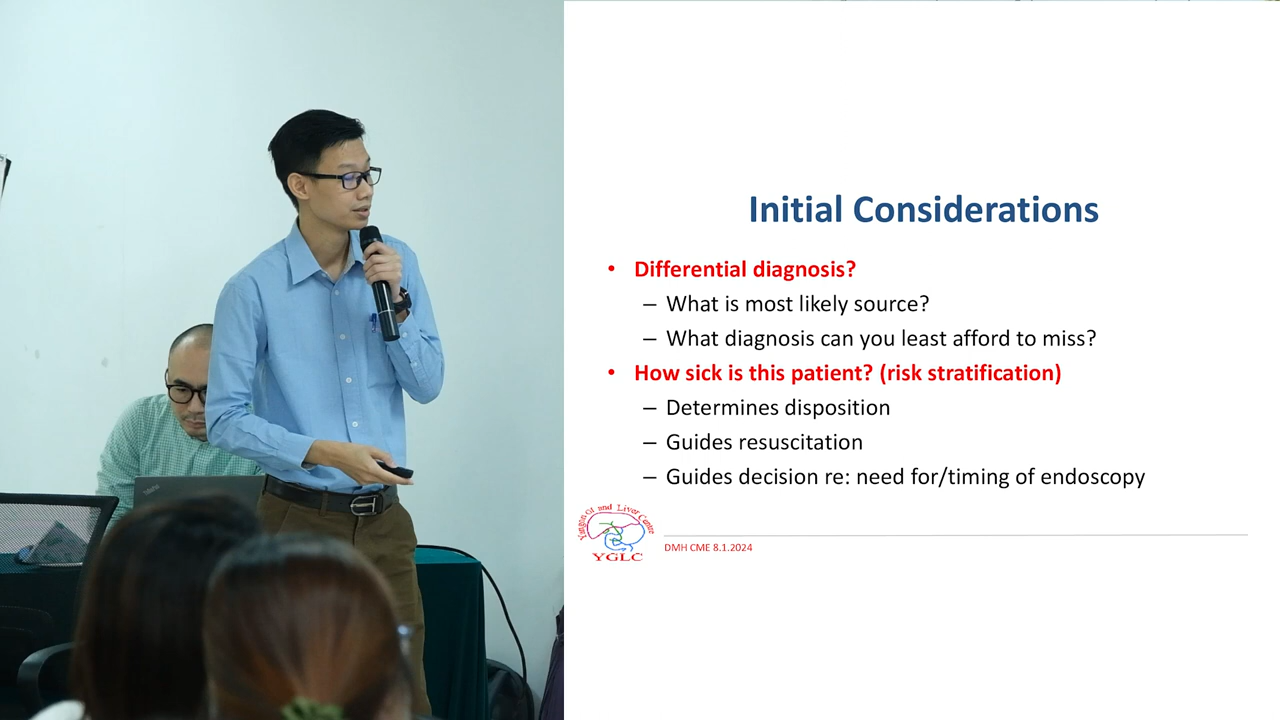 Initial Considerations
• Differential diagnosis?
– What is most likely source?
– What diagnosis can you least afford to miss?
• How sick is this patient? (risk stratification)
– Determines disposition
– Guides resuscitation
– Guides decision re: need for/timing of endoscopy
Yangon GI and Liver Centre
YGLC
DMH CME 8.1.2024